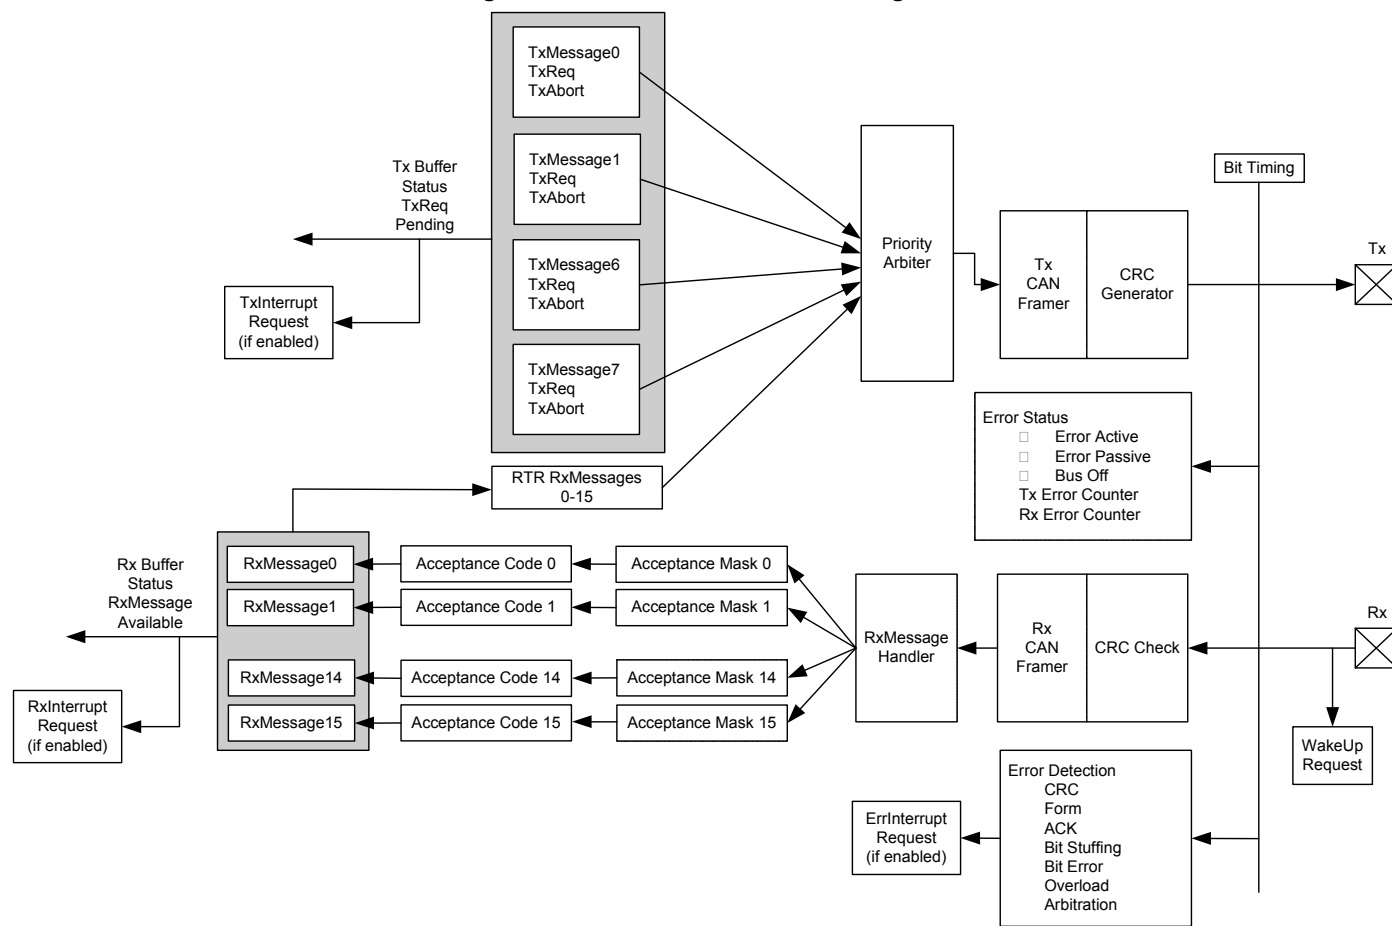 TxMessage0
TxReq
TxAbort
TxMessage1
TxReq
TxAbort
TxMessage6
TxReq
TxAbort
TxMessage7
TxReq
TxAbort
Tx Buffer
Status
TxReq
Pending
TxInterrupt
Request
(if enabled)
Priority
Arbiter
Tx
CAN
Framer
CRC
Generator
Bit Timing
Tx
Error Status
Error Active
Error Passive
Bus Off
Tx Error Counter
Rx Error Counter
RTR RxMessages
0-15
Rx Buffer
Status
RxMessage
Available
RxInterrupt
Request
(if enabled)
RxMessage0
Acceptance Code 0
Acceptance Mask 0
RxMessage1
Acceptance Code 1
Acceptance Mask 1
RxMessage14
Acceptance Code 14
Acceptance Mask 14
RxMessage15
Acceptance Code 15
Acceptance Mask 15
RxMessage
Handler
Rx
CAN
Framer
CRC Check
Rx
WakeUp
Request
ErrInterrupt
Request
(if enabled)
Error Detection
CRC
Form
ACK
Bit Stuffing
Bit Error
Overload
Arbitration